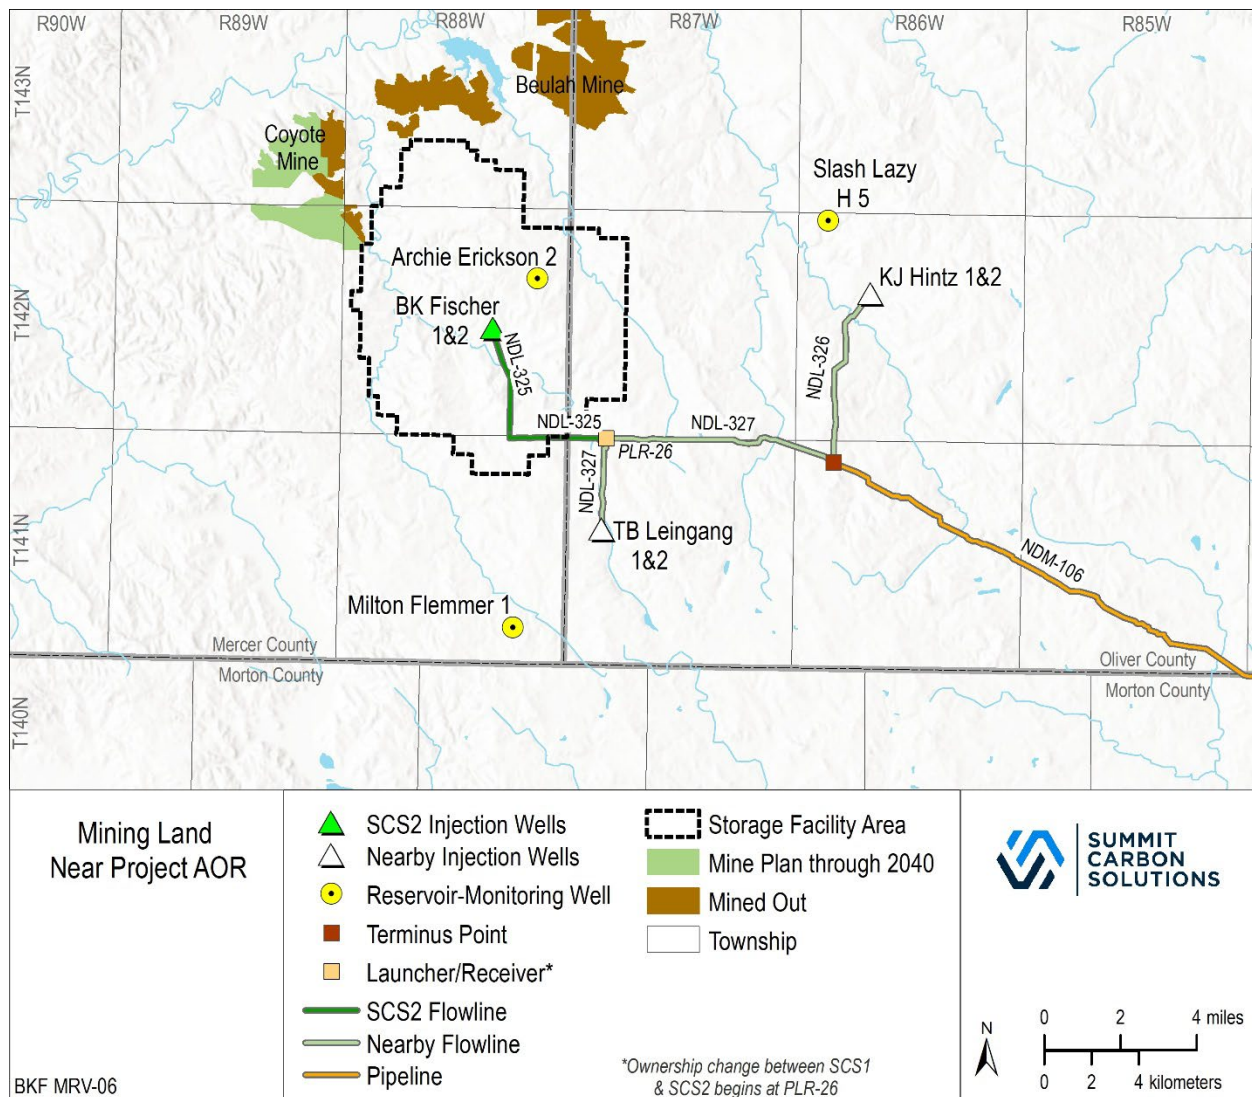 R90W
R89W
R88W
R87W
R86W
R85W
T143N
Beulah Mine
Coyote
Mine
Slash Lazy
H 5
Archie Erickson 2
KJ Hintz 1&2
T142N
BK Fischer
1&2
NDL-325
NDL-326
NDL-325
NDL-327
PLR-26
NDL-327
T141N
TB Leingang
1&2
NDM-106
Milton Flemmer 1
Mercer County
Morton County
Oliver County
Morton County
T140N
Mining Land
Near Project AOR
BKF MRV-06
SCS2 Injection Wells
Nearby Injection Wells
Reservoir-Monitoring Well
Terminus Point
Launcher/Receiver*
SCS2 Flowline
Nearby Flowline
Pipeline
Storage Facility Area
Mine Plan through 2040
Mined Out
Township
*Ownership change between SCS1
& SCS2 begins at PLR-26
SUMMIT
CARBON
SOLUTIONS
N
0 2 4 miles
0 2 4 kilometers